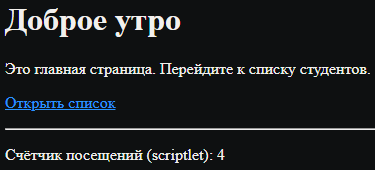 Доброе утро
Это главная страница. Перейдите к списку студентов.
Открыть список
Счётчик посещений (scriptlet): 4